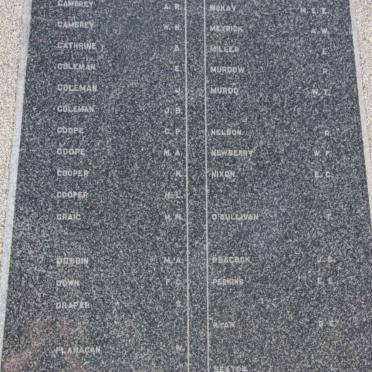 CAMBREY A. R.
CAMBREY W. H.
CATHRINE A.
COLEMAN E.
COLEMAN J.
COLEMAN J. B.
COOPE C. P.
COOPE M. A.
COOPER K.
COOPER H. L.
CRAIG H. M.
DOBBIN M. A.
DOWN F. C.
DRAPER S.
FLANAGAN
McKAY
MEYRICK A. W.
MILLER E.
MURDOW D.
MURDO W. T.
NELSON O.
NEWBERRY
NIXON E. C.
O'SULLIVAN T.
PEACOCK J. S.
PERKINS
RYAN
SEXTON